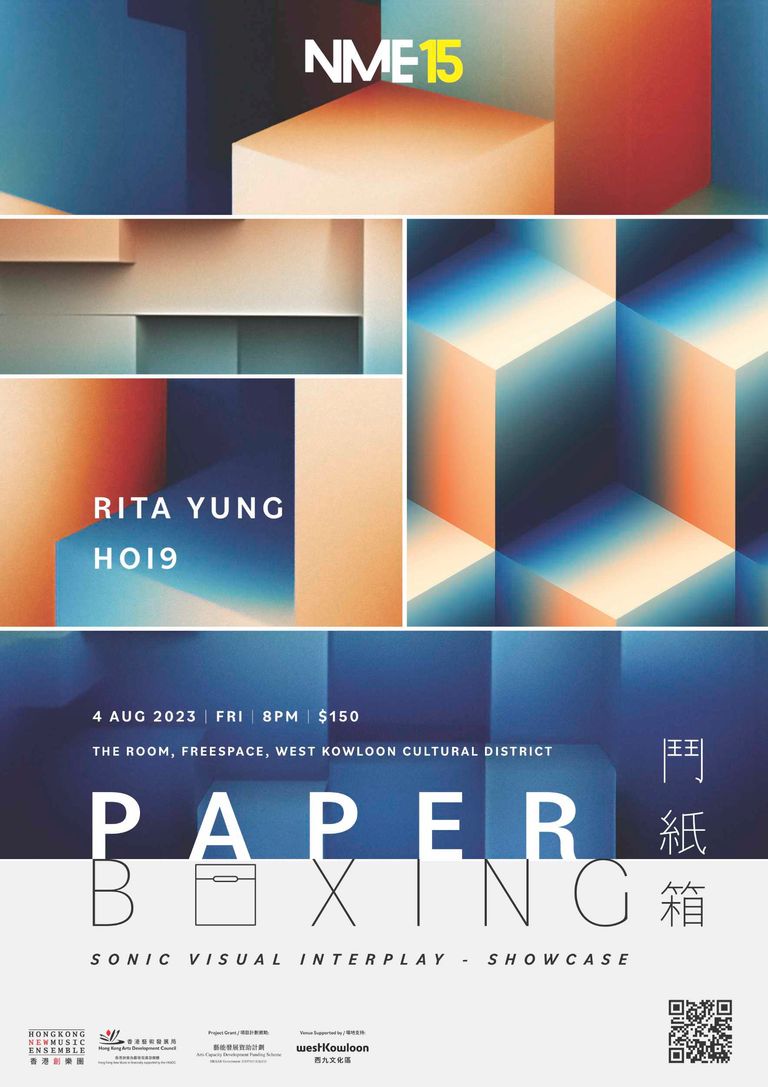 NME15
RITA YUNG
HOI9
4 AUG 2023 | FRI | 8PM | $150
THE ROOM, FREESPACE, WEST KOWLOON CULTURAL DISTRICT
PAPER
BOXING
鬥紙箱
SONIC VISUAL INTERPLAY - SHOWCASE
HONGKONG
NEWMUSIC
ENSEMBLE
香港創樂團
香港藝術發展局
Hong Kong Arts Development Council
Project Grant / 項目計劃資助:
藝能發展資助計劃
Arts Capacity Development Funding Scheme
Venue Supported by / 場地支持:
westKowloon
西九文化區